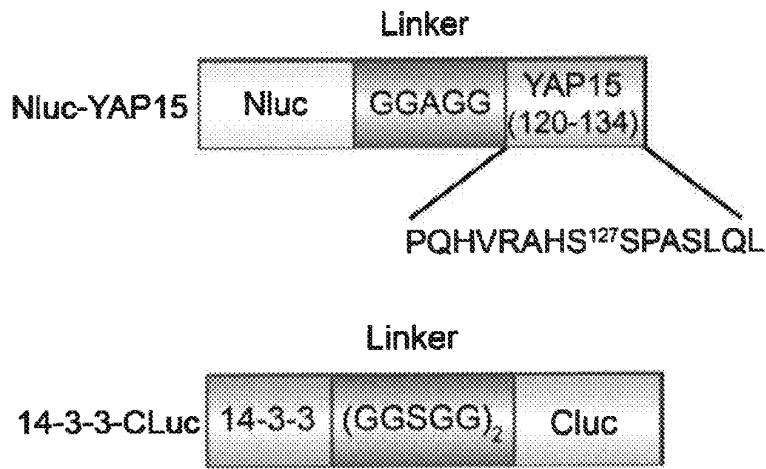 Linker
Nluc-YAP15 Nluc GGAGG YAP15
(120-134)
PQHVRAHS¹²⁷SPASLQL
Linker
14-3-3-CLuc 14-3-3 (GGSGG)₂ Cluc